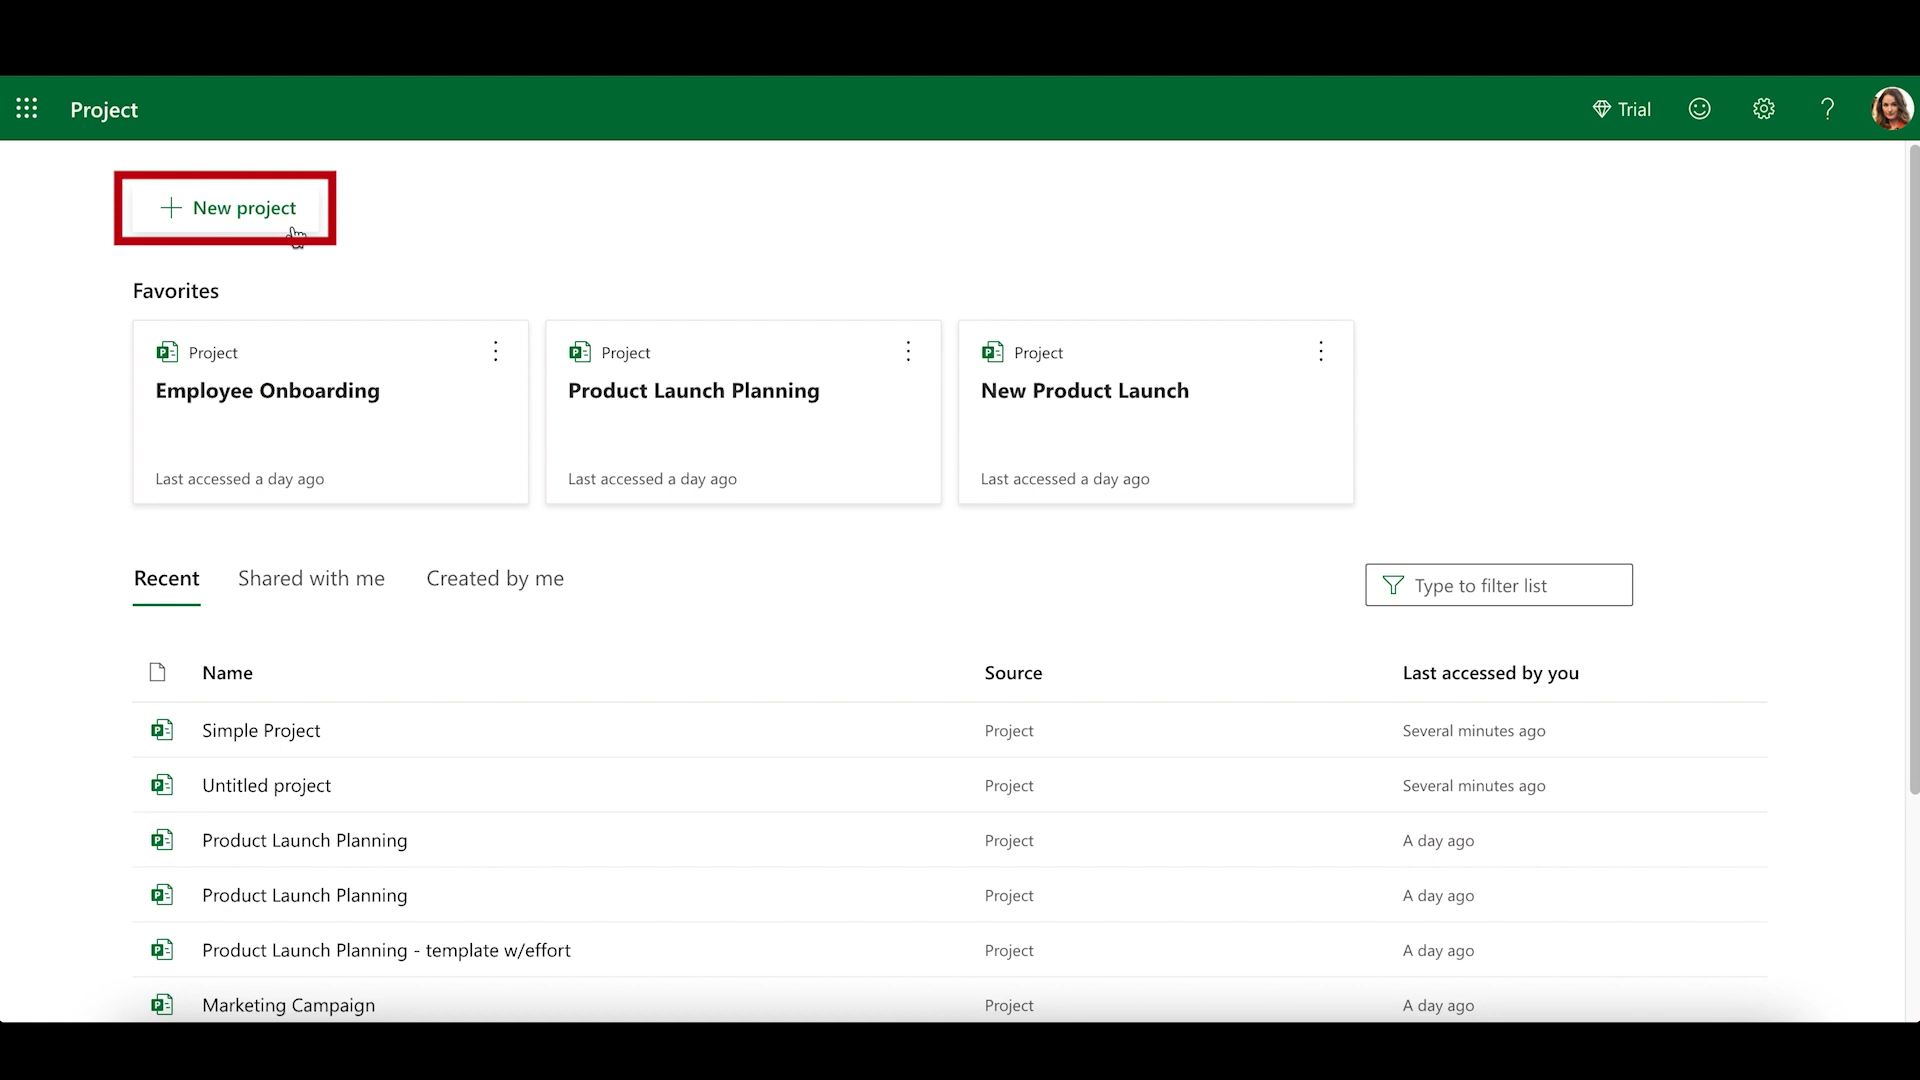 Project
Trial
New project
Favorites
Project
Employee Onboarding
Last accessed a day ago
Project
Product Launch Planning
Last accessed a day ago
Project
New Product Launch
Last accessed a day ago
Recent Shared with me Created by me
Type to filter list
Name Source Last accessed by you
Simple Project Project Several minutes ago
Untitled project Project Several minutes ago
Product Launch Planning Project A day ago
Product Launch Planning Project A day ago
Product Launch Planning - template w/effort Project A day ago
Marketing Campaign Project A day ago